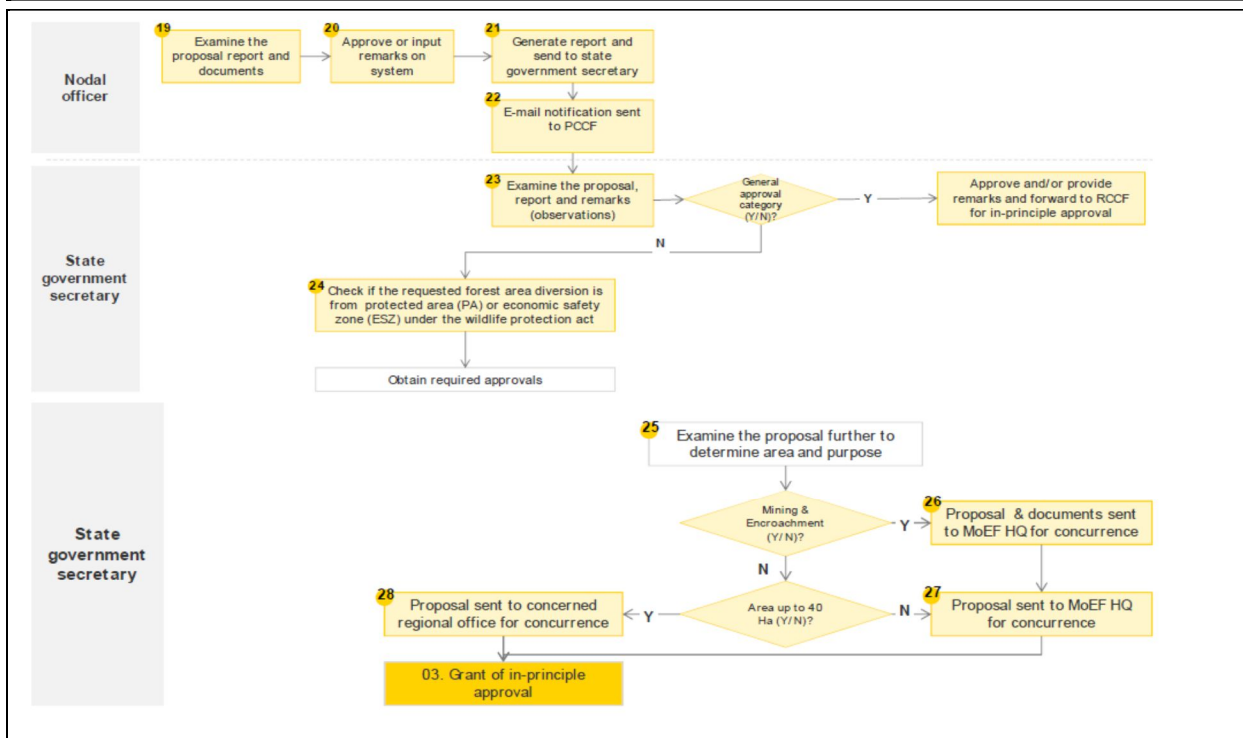 Nodal
officer
19
Examine the
proposal report and
documents
20
Approve or input
remarks on
system
21
Generate report and
send to state
government secretary
22
E-mail notification sent
to PCCF
State
government
secretary
23
Examine the proposal,
report and remarks
(observations)
General
approval
category
(Y/N)?
Y
Approve and/or provide
remarks and forward to RCCF
for in-principle approval
N
24
Check if the requested forest area diversion is
from protected area (PA) or economic safety
zone (ESZ) under the wildlife protection act
Obtain required approvals
State
government
secretary
25
Examine the proposal further to
determine area and purpose
Mining &
Encroachment
(Y/N)?
Y
26
Proposal & documents sent
to MoEF HQ for concurrence
N
28
Proposal sent to concerned
regional office for concurrence
Y
Area up to 40
Ha (Y/N)?
N
27
Proposal sent to MoEF HQ
for concurrence
03. Grant of in-principle
approval